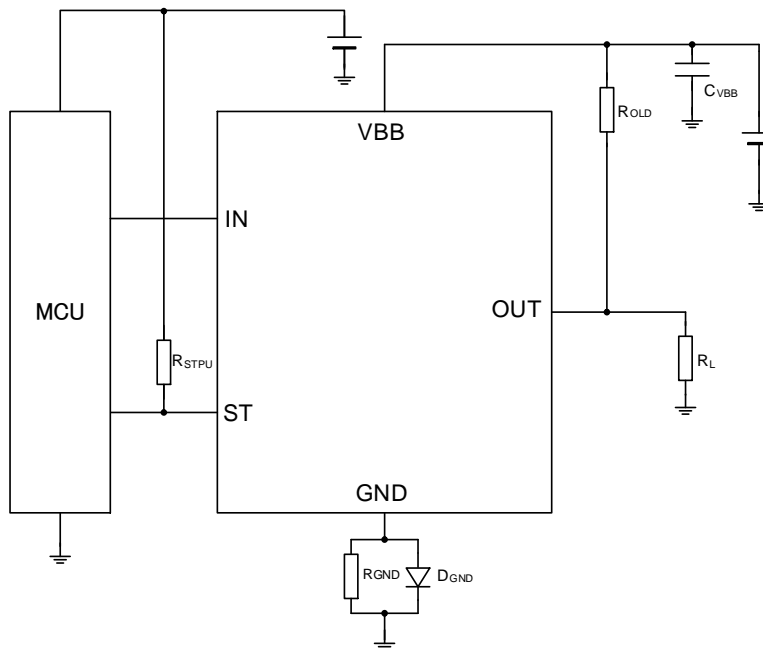 CVBB
ROLD
VBB
IN
OUT
MCU
RSTPU
RL
ST
GND
RGND
DGND